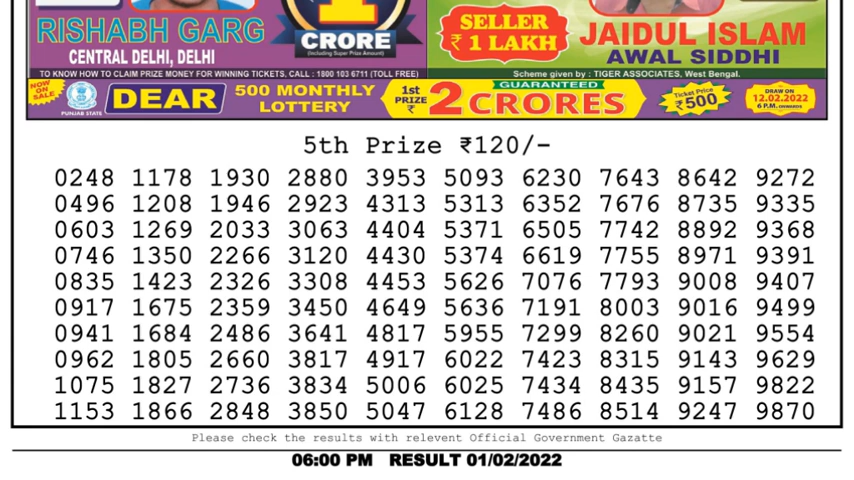 RISHABH GARG
CENTRAL DELHI, DELHI
1
CRORE
(Including Super Prize Amount)
SELLER
₹ 1 LAKH
JAIDUL ISLAM
AWAL SIDDHI
TO KNOW HOW TO CLAIM PRIZE MONEY FOR WINNING TICKETS, CALL : 1800 103 6711 (TOLL FREE)
Scheme given by : TIGER ASSOCIATES, West Bengal.
NOW ON SALE
PUNJAB STATE
DEAR
500 MONTHLY
LOTTERY
1st
PRIZE
₹
2 CRORES
GUARANTEED
Ticket Price
₹500
DRAW ON
12.02.2022
6 P.M. ONWARDS
5th Prize ₹120/-
0248 1178 1930 2880 3953 5093 6230 7643 8642 9272
0496 1208 1946 2923 4313 5313 6352 7676 8735 9335
0603 1269 2033 3063 4404 5371 6505 7742 8892 9368
0746 1350 2266 3120 4430 5374 6619 7755 8971 9391
0835 1423 2326 3308 4453 5626 7076 7793 9008 9407
0917 1675 2359 3450 4649 5636 7191 8003 9016 9499
0941 1684 2486 3641 4817 5955 7299 8260 9021 9554
0962 1805 2660 3817 4917 6022 7423 8315 9143 9629
1075 1827 2736 3834 5006 6025 7434 8435 9157 9822
1153 1866 2848 3850 5047 6128 7486 8514 9247 9870
Please check the results with relevent Official Government Gazatte
06:00 PM RESULT 01/02/2022